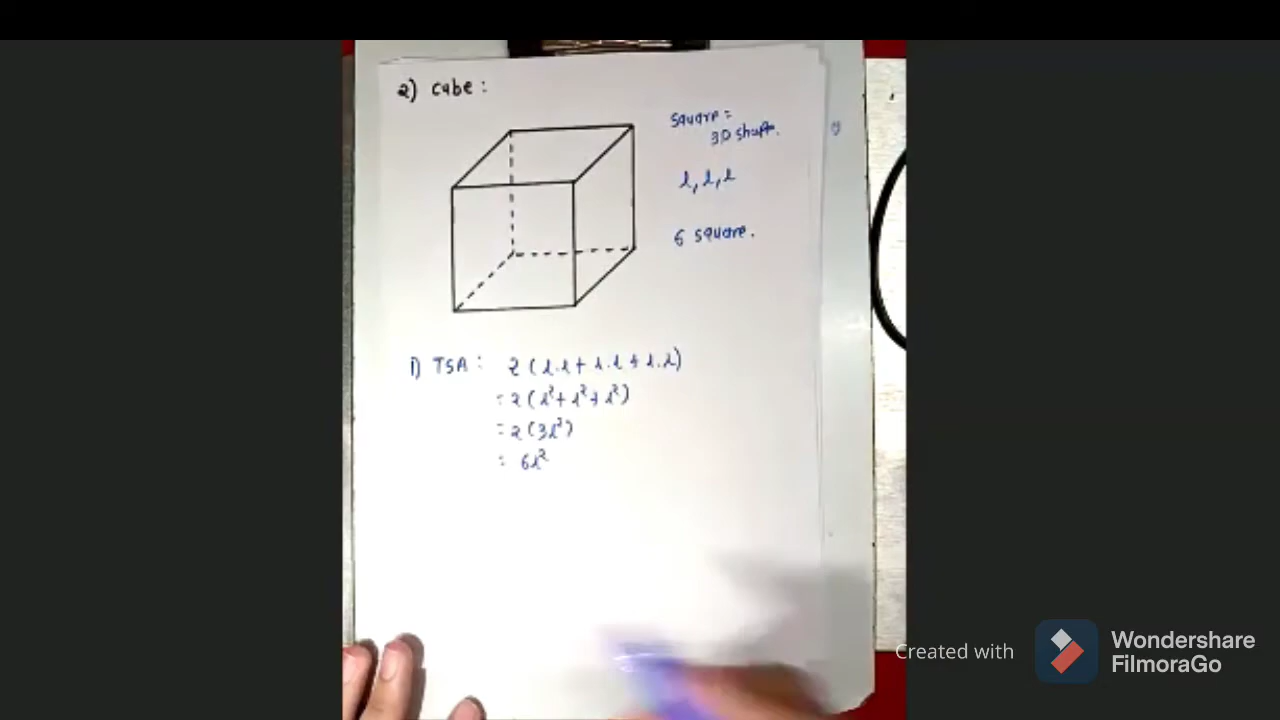 2) Cube :
square =
3D shape.
l, l, l
6 square.
1) TSA : 2 (l.l + l.l + l.l)
= 2 (l² + l² + l²)
= 2 (3l²)
= 6l²
Created with
Wondershare
FilmoraGo